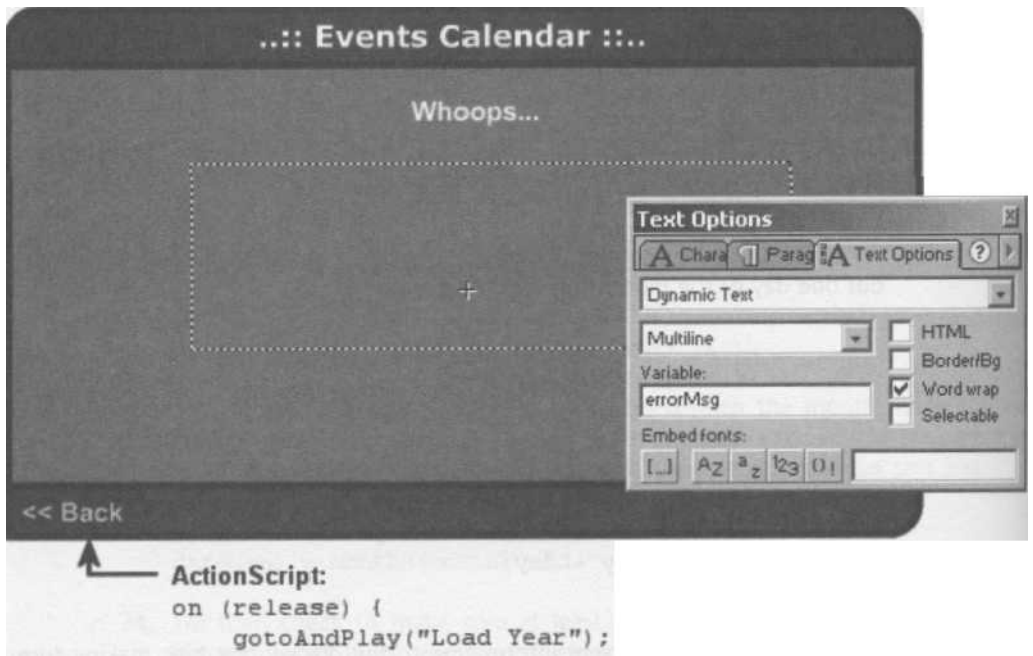 ..:: Events Calendar ::..
Whoops...
Text Options
Chara
Parag
Text Options
?
Dynamic Text
Multiline
HTML
Border/Bg
Variable:
Word wrap
errorMsg
Selectable
Embed fonts:
[...] AZ az 123 ()!
<< Back
ActionScript:
on (release) {
gotoAndPlay("Load Year");